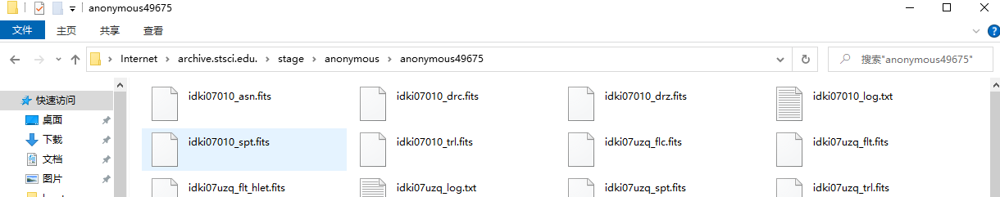 anonymous49675
文件 主页 共享 查看
Internet archive.stsci.edu. stage anonymous anonymous49675 搜索"anonymous49675"
快速访问
桌面
下载
文档
图片
idki07010_asn.fits idki07010_drc.fits idki07010_drz.fits idki07010_log.txt
idki07010_spt.fits idki07010_trl.fits idki07uzq_flc.fits idki07uzq_flt.fits
idki07uzq_flt_hlet.fits idki07uzq_log.txt idki07uzq_spt.fits idki07uzq_trl.fits